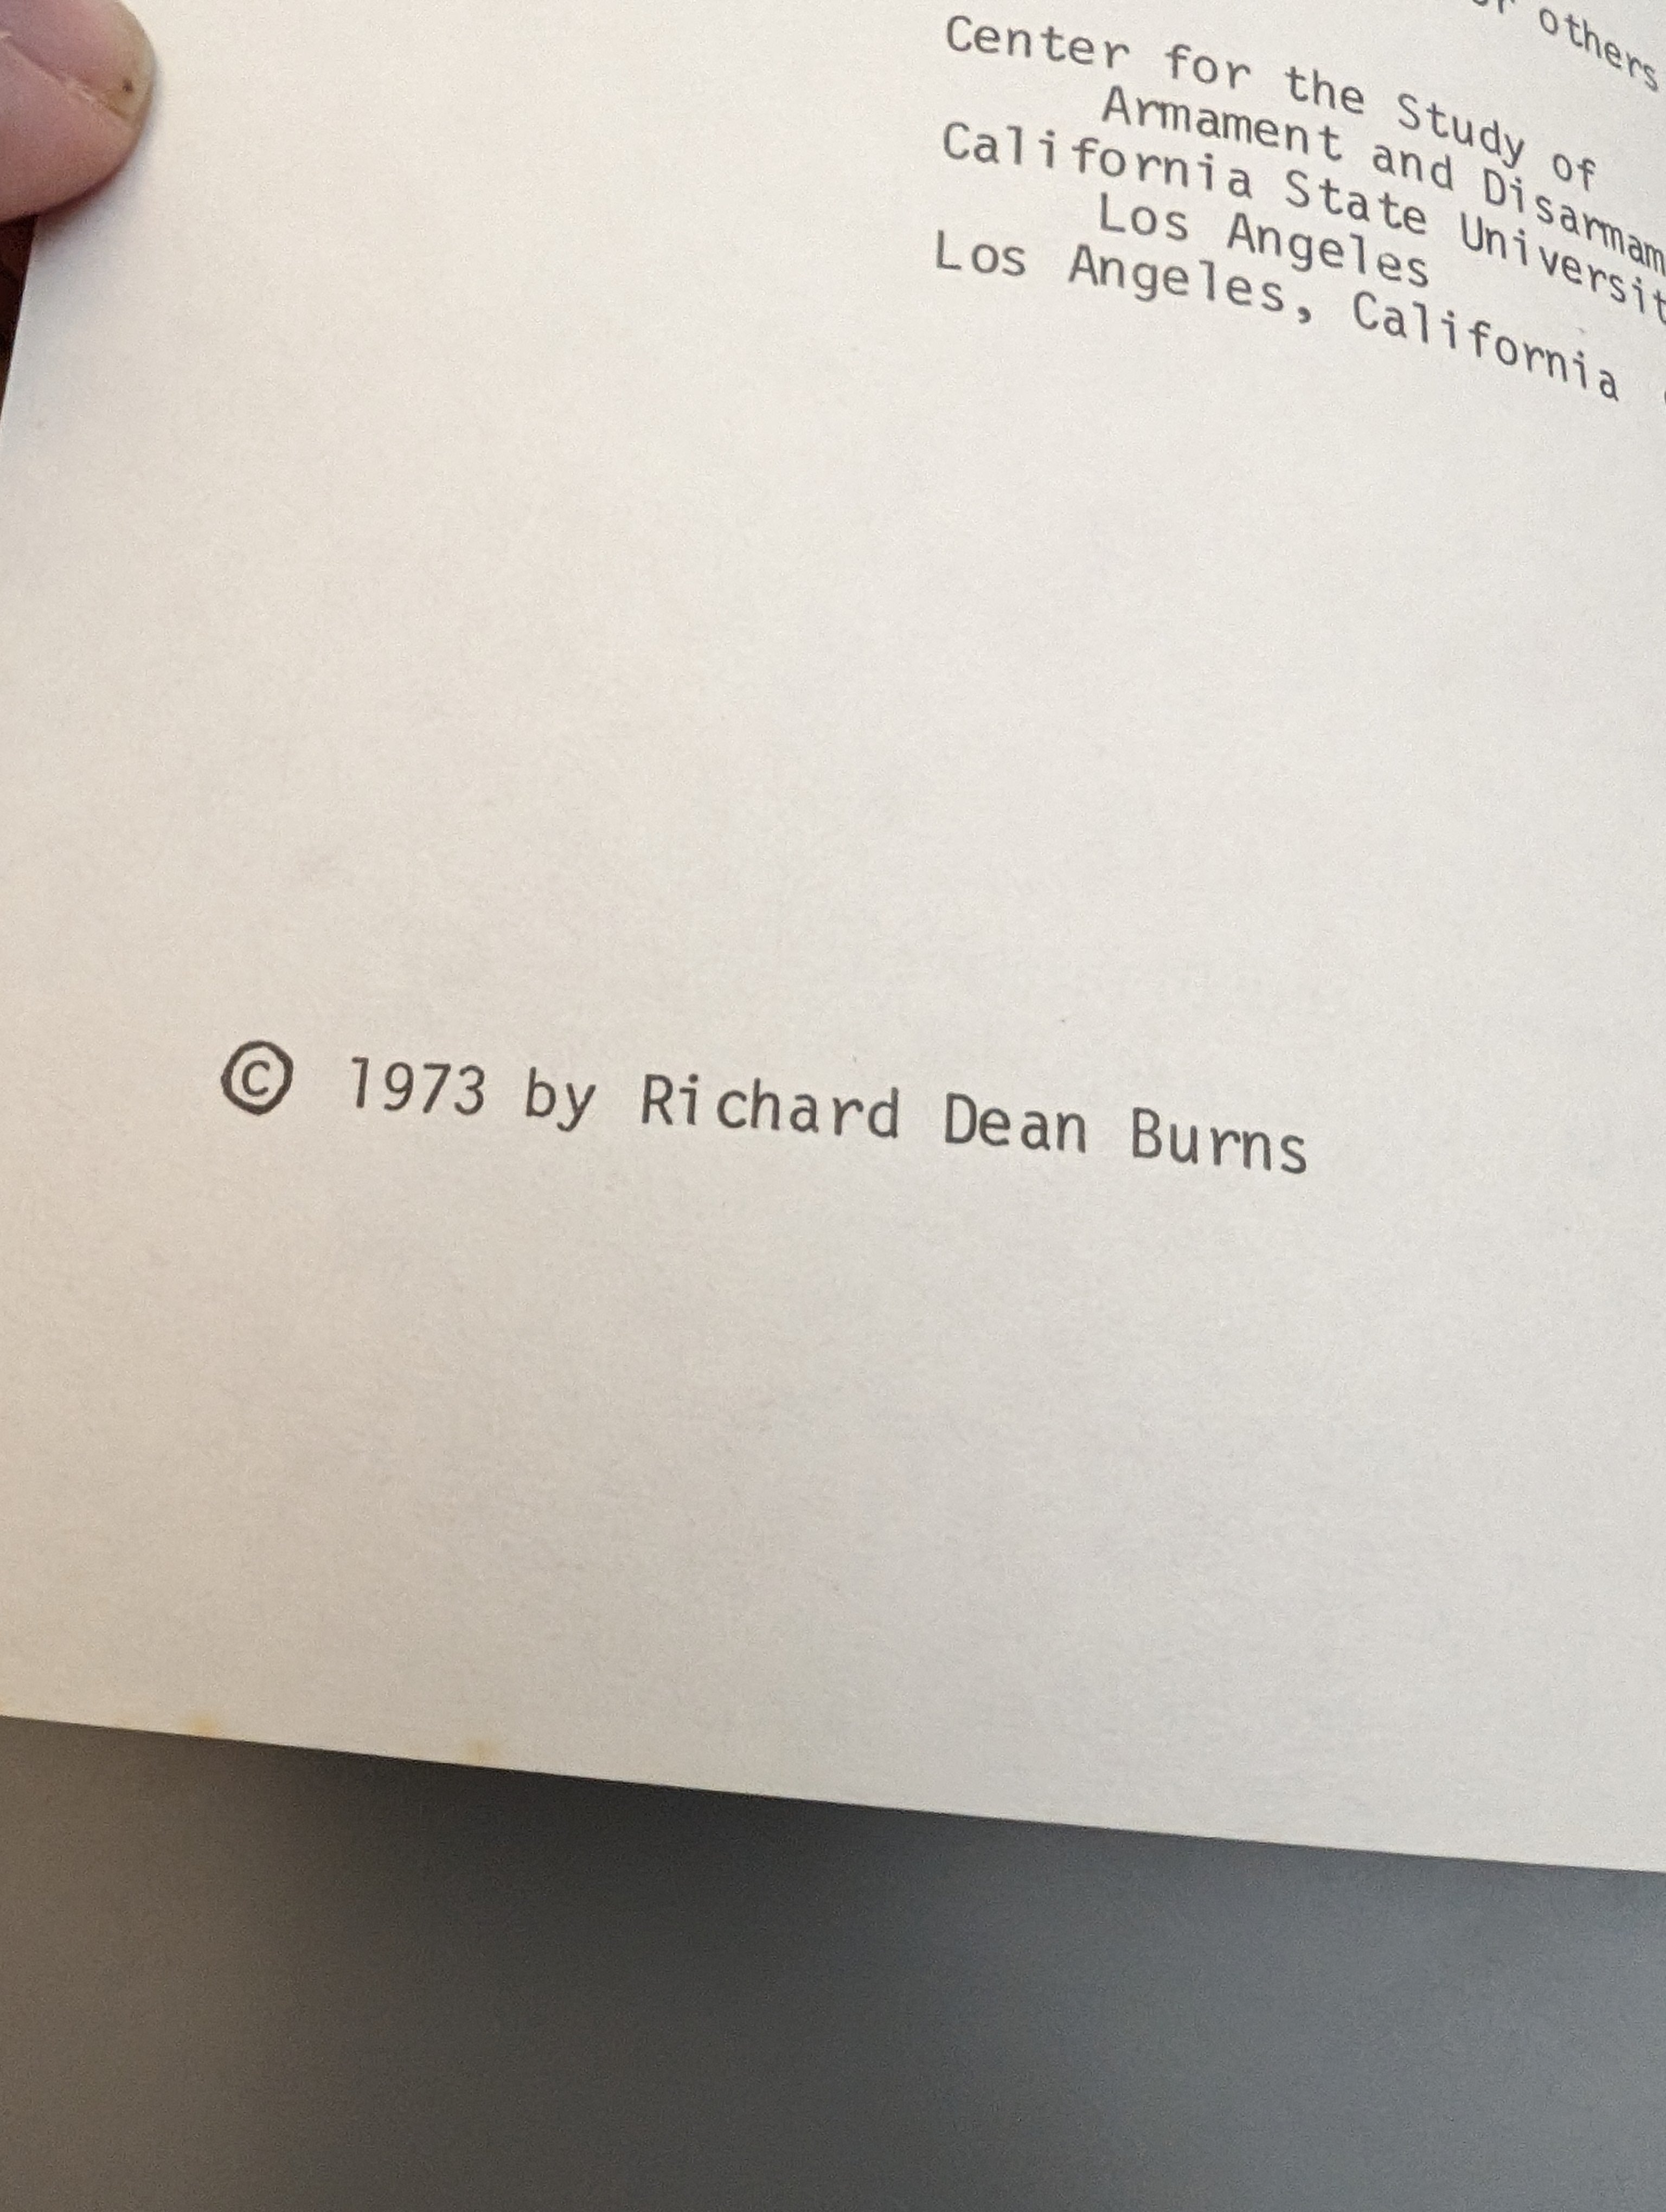 others
Center for the Study of
Armament and Disarmam
California State Universit
Los Angeles
Los Angeles, California
© 1973 by Richard Dean Burns